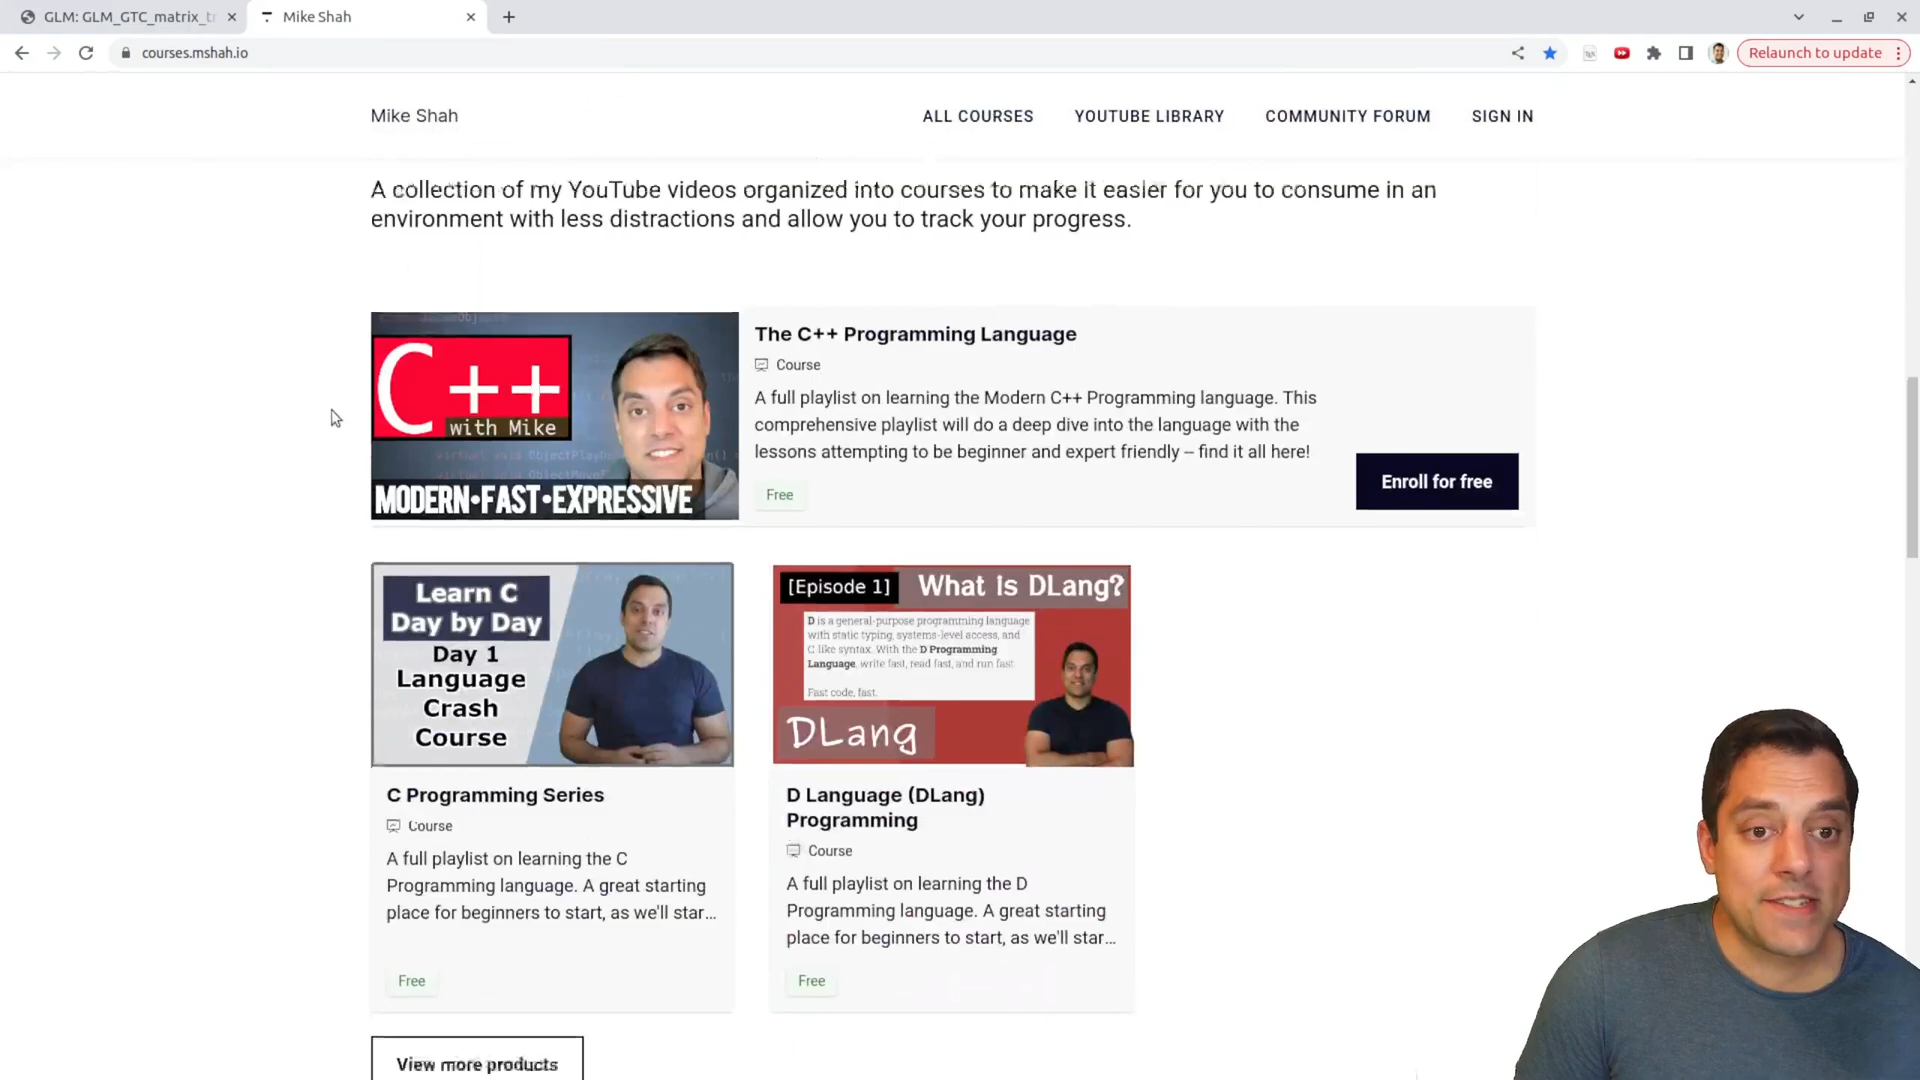 GLM: GLM_GTC_matrix_tr
Mike Shah
courses.mshah.io
Relaunch to update
Mike Shah
ALL COURSES
YOUTUBE LIBRARY
COMMUNITY FORUM
SIGN IN
A collection of my YouTube videos organized into courses to make it easier for you to consume in an
environment with less distractions and allow you to track your progress.
C++
with Mike
MODERN•FAST•EXPRESSIVE
The C++ Programming Language
Course
A full playlist on learning the Modern C++ Programming language. This
comprehensive playlist will do a deep dive into the language with the
lessons attempting to be beginner and expert friendly – find it all here!
Free
Enroll for free
Learn C
Day by Day
Day 1
Language
Crash
Course
C Programming Series
Course
A full playlist on learning the C
Programming language. A great starting
place for beginners to start, as we'll star...
Free
[Episode 1]
What is DLang?
D is a general-purpose programming language
with static typing, systems-level access, and
C-like syntax. With the D Programming
Language, write fast, read fast, and run fast.
Fast code, fast.
DLang
D Language (DLang)
Programming
Course
A full playlist on learning the D
Programming language. A great starting
place for beginners to start, as we'll star...
Free
View more products